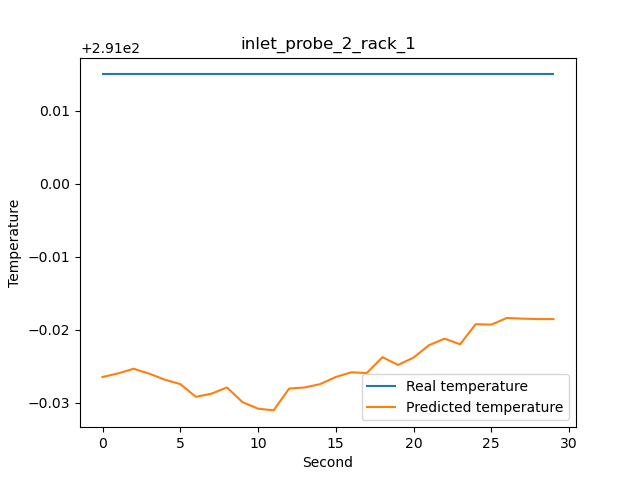 inlet_probe_2_rack_1
+2.91e2
0.01
0.00
−0.01
−0.02
−0.03
Temperature
0
5
10
15
20
25
30
Second
Real temperature
Predicted temperature